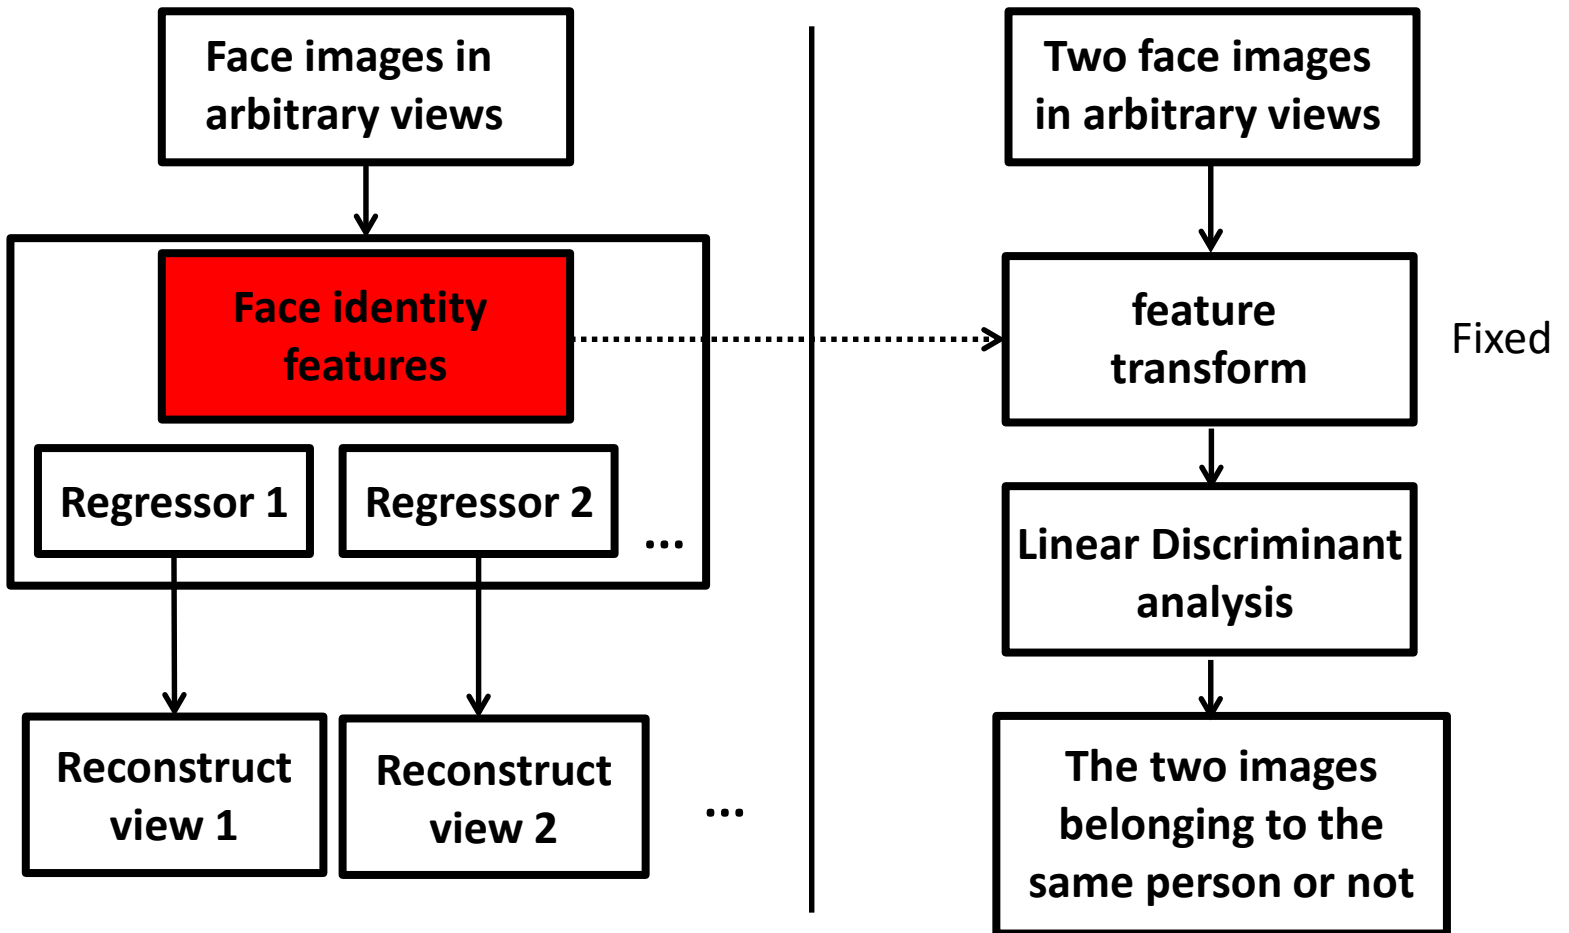 Face images in
arbitrary views
Face identity
features
Regressor 1
Regressor 2
...
Reconstruct
view 1
Reconstruct
view 2
...
Two face images
in arbitrary views
feature
transform
Fixed
Linear Discriminant
analysis
The two images
belonging to the
same person or not